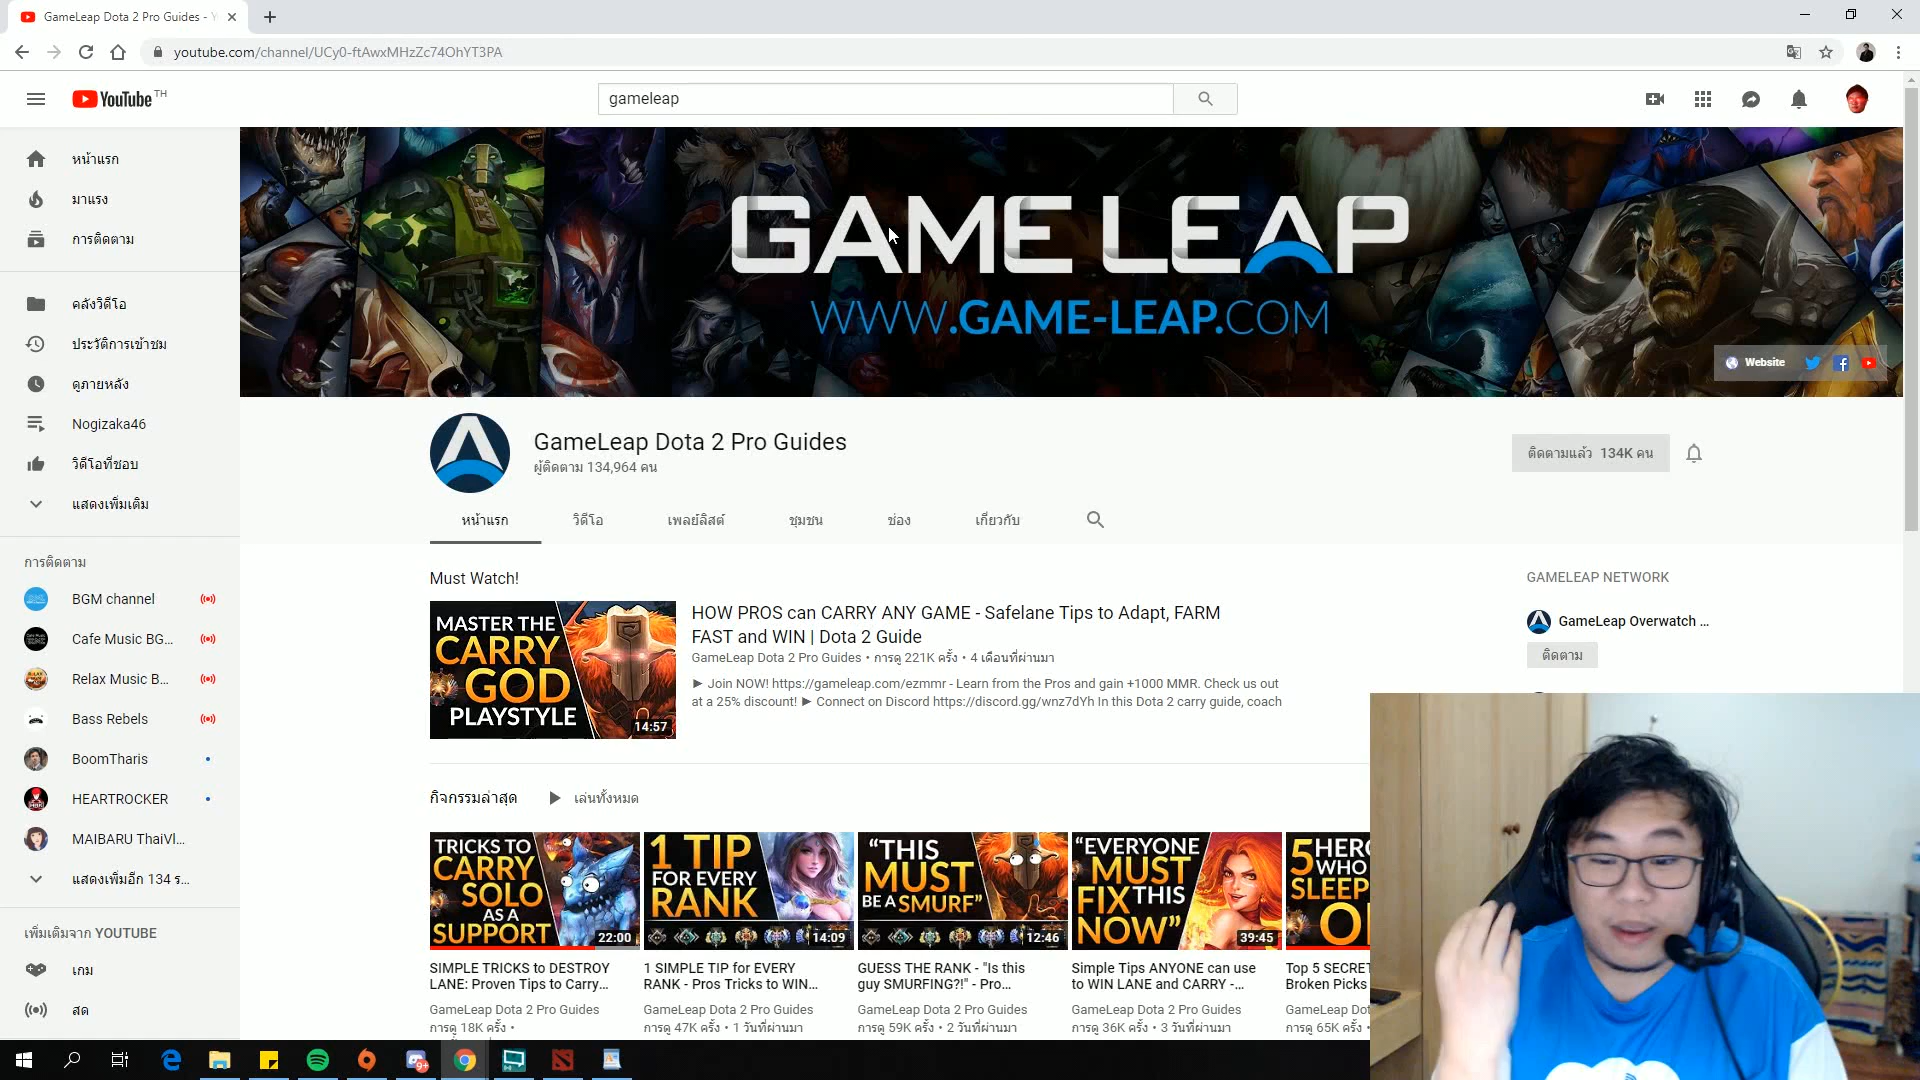 GameLeap Dota 2 Pro Guides - Y
youtube.com/channel/UCy0-ftAwxMHzZc74OhYT3PA
YouTube TH
gameleap
หน้าแรก
มาแรง
การติดตาม
คลังวิดีโอ
ประวัติการเข้าชม
ดูภายหลัง
Nogizaka46
วิดีโอที่ชอบ
แสดงเพิ่มเติม
การติดตาม
BGM channel
Cafe Music BG...
Relax Music B...
Bass Rebels
BoomTharis
HEARTROCKER
MAIBARU ThaiVl...
แสดงเพิ่มอีก 134 ร...
เพิ่มเติมจาก YOUTUBE
เกม
สด
GAME LEAP
WWW.GAME-LEAP.COM
Website
GameLeap Dota 2 Pro Guides
ผู้ติดตาม 134,964 คน
ติดตามแล้ว 134K คน
หน้าแรก
วิดีโอ
เพลย์ลิสต์
ชุมชน
ช่อง
เกี่ยวกับ
Must Watch!
MASTER THE
CARRY
GOD
PLAYSTYLE
14:57
HOW PROS can CARRY ANY GAME - Safelane Tips to Adapt, FARM
FAST and WIN | Dota 2 Guide
GameLeap Dota 2 Pro Guides • การดู 221K ครั้ง • 4 เดือนที่ผ่านมา
► Join NOW! https://gameleap.com/ezmmr - Learn from the Pros and gain +1000 MMR. Check us out
at a 25% discount! ► Connect on Discord https://discord.gg/wnz7dYh In this Dota 2 carry guide, coach
GAMELEAP NETWORK
GameLeap Overwatch ...
ติดตาม
กิจกรรมล่าสุด
เล่นทั้งหมด
TRICKS TO
CARRY
SOLO
AS A
SUPPORT
22:00
SIMPLE TRICKS to DESTROY
LANE: Proven Tips to Carry...
GameLeap Dota 2 Pro Guides
การดู 18K ครั้ง •
1 TIP
FOR EVERY
RANK
14:09
1 SIMPLE TIP for EVERY
RANK - Pros Tricks to WIN...
GameLeap Dota 2 Pro Guides
การดู 47K ครั้ง • 1 วันที่ผ่านมา
“THIS
MUST
BE A SMURF”
12:46
GUESS THE RANK - "Is this
guy SMURFING?!" - Pro...
GameLeap Dota 2 Pro Guides
การดู 59K ครั้ง • 2 วันที่ผ่านมา
“EVERYONE
MUST
FIX THIS
NOW”
39:45
Simple Tips ANYONE can use
to WIN LANE and CARRY -...
GameLeap Dota 2 Pro Guides
การดู 36K ครั้ง • 3 วันที่ผ่านมา
5 HERO
WHO
SLEEP
O
Top 5 SECRET
Broken Picks
GameLeap Dot
การดู 65K ครั้ง •
9+